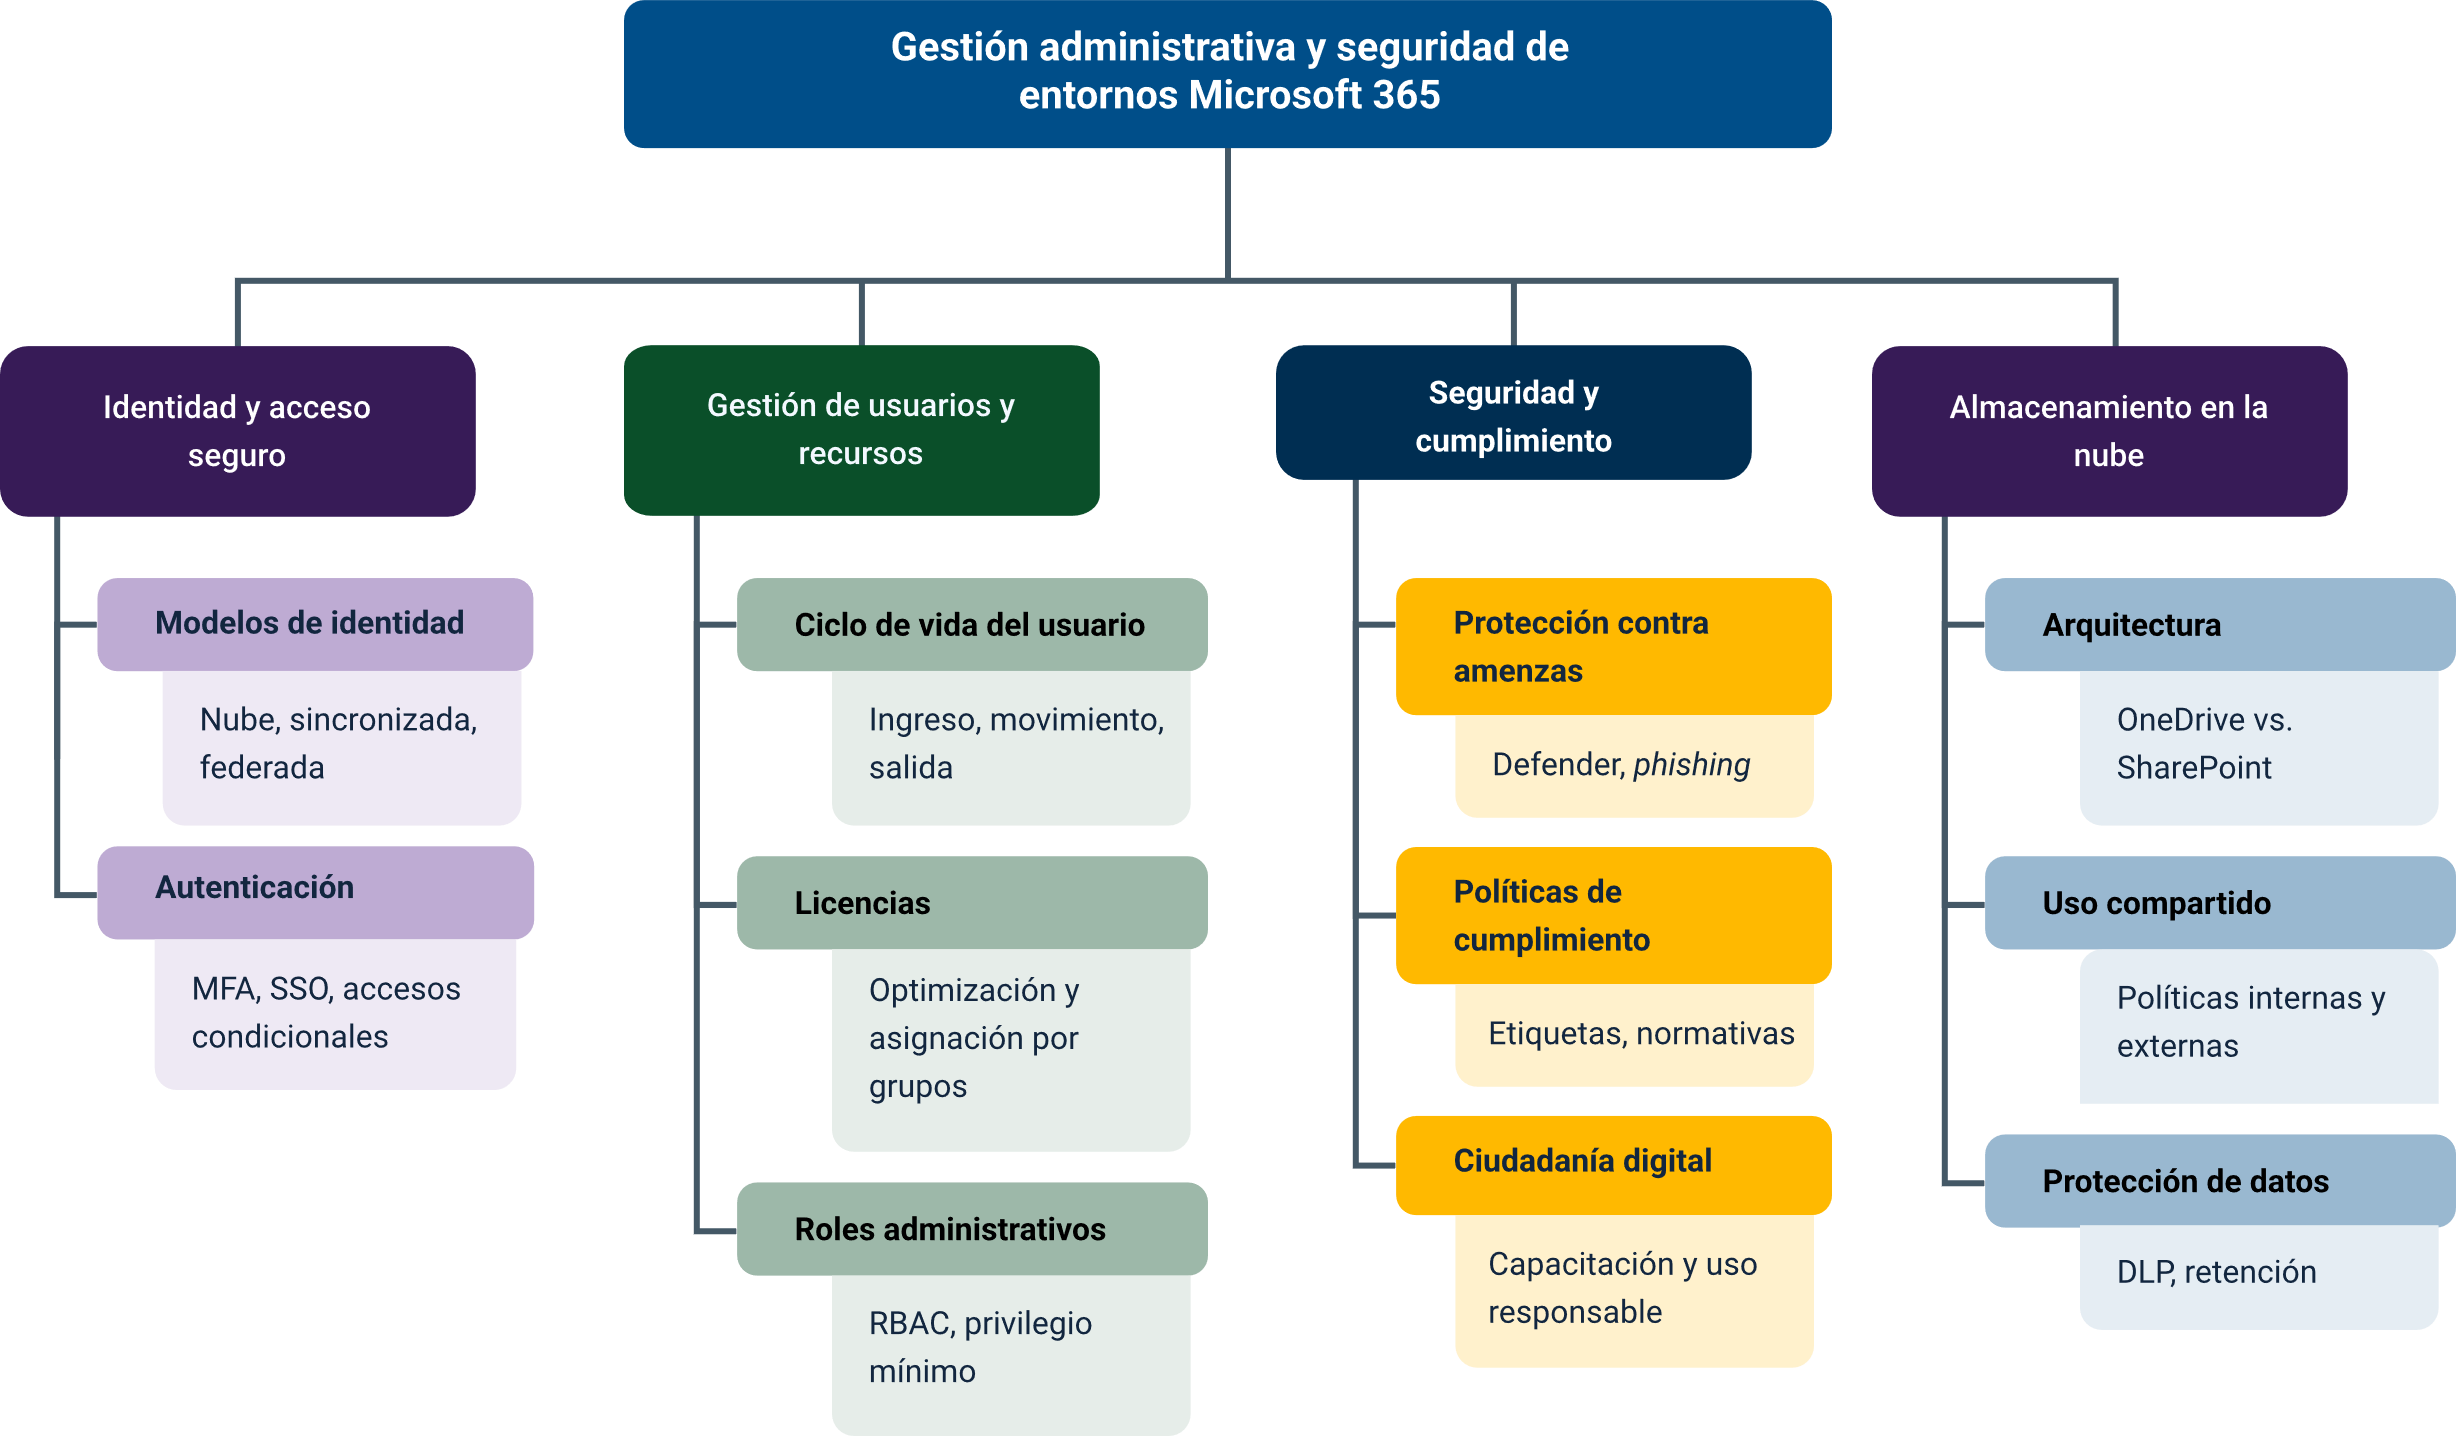 Gestión administrativa y seguridad de
entornos Microsoft 365
Identidad y acceso
seguro
Modelos de identidad
Nube, sincronizada,
federada
Autenticación
MFA, SSO, accesos
condicionales
Gestión de usuarios y
recursos
Ciclo de vida del usuario
Ingreso, movimiento,
salida
Licencias
Optimización y
asignación por
grupos
Roles administrativos
RBAC, privilegio
mínimo
Seguridad y
cumplimiento
Protección contra
amenzas
Defender, phishing
Políticas de
cumplimiento
Etiquetas, normativas
Ciudadanía digital
Capacitación y uso
responsable
Almacenamiento en la
nube
Arquitectura
OneDrive vs.
SharePoint
Uso compartido
Políticas internas y
externas
Protección de datos
DLP, retención